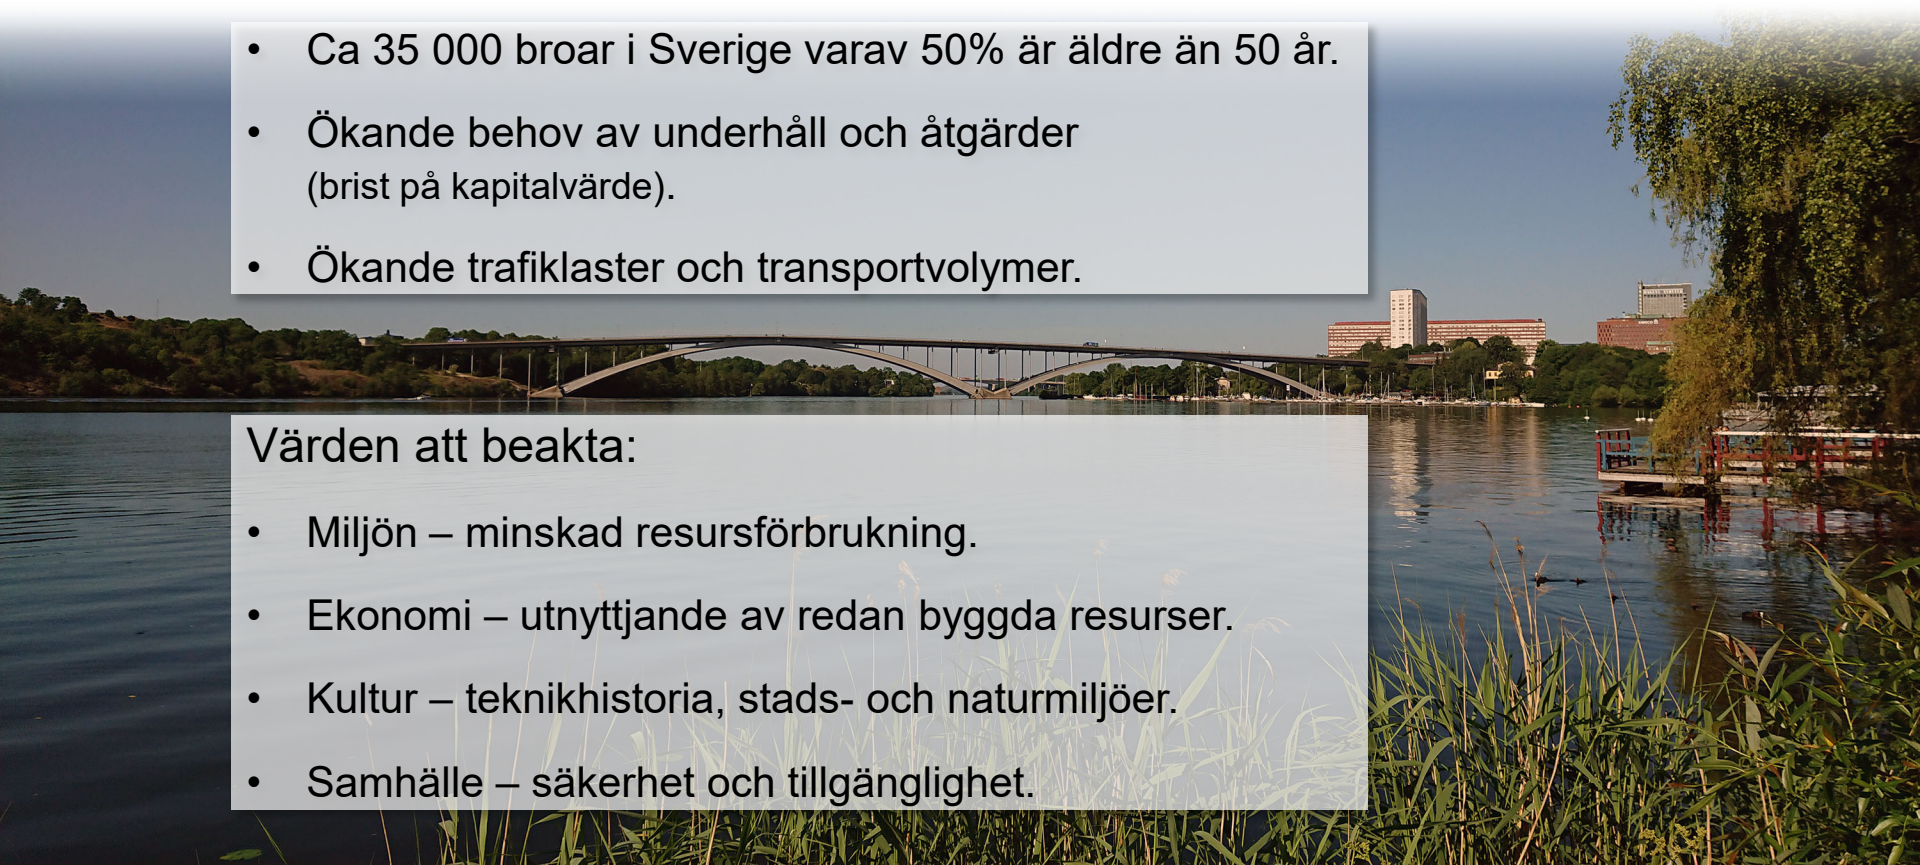 • Ca 35 000 broar i Sverige varav 50% är äldre än 50 år.
• Ökande behov av underhåll och åtgärder
(brist på kapitalvärde).
• Ökande trafiklaster och transportvolymer.
Värden att beakta:
• Miljön – minskad resursförbrukning.
• Ekonomi – utnyttjande av redan byggda resurser.
• Kultur – teknikhistoria, stads- och naturmiljöer.
• Samhälle – säkerhet och tillgänglighet.